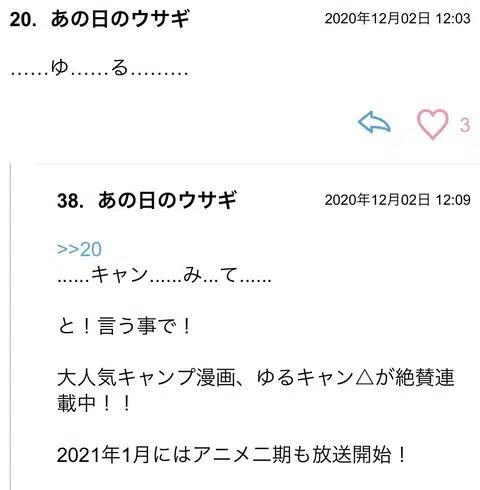 20. あの日のウサギ 2020年12月02日 12:03
……ゆ……る………
3
38. あの日のウサギ 2020年12月02日 12:09
>>20
……キャン……み…て……
と！言う事で！
大人気キャンプ漫画、ゆるキャン△が絶賛連
載中！！
2021年1月にはアニメ二期も放送開始！